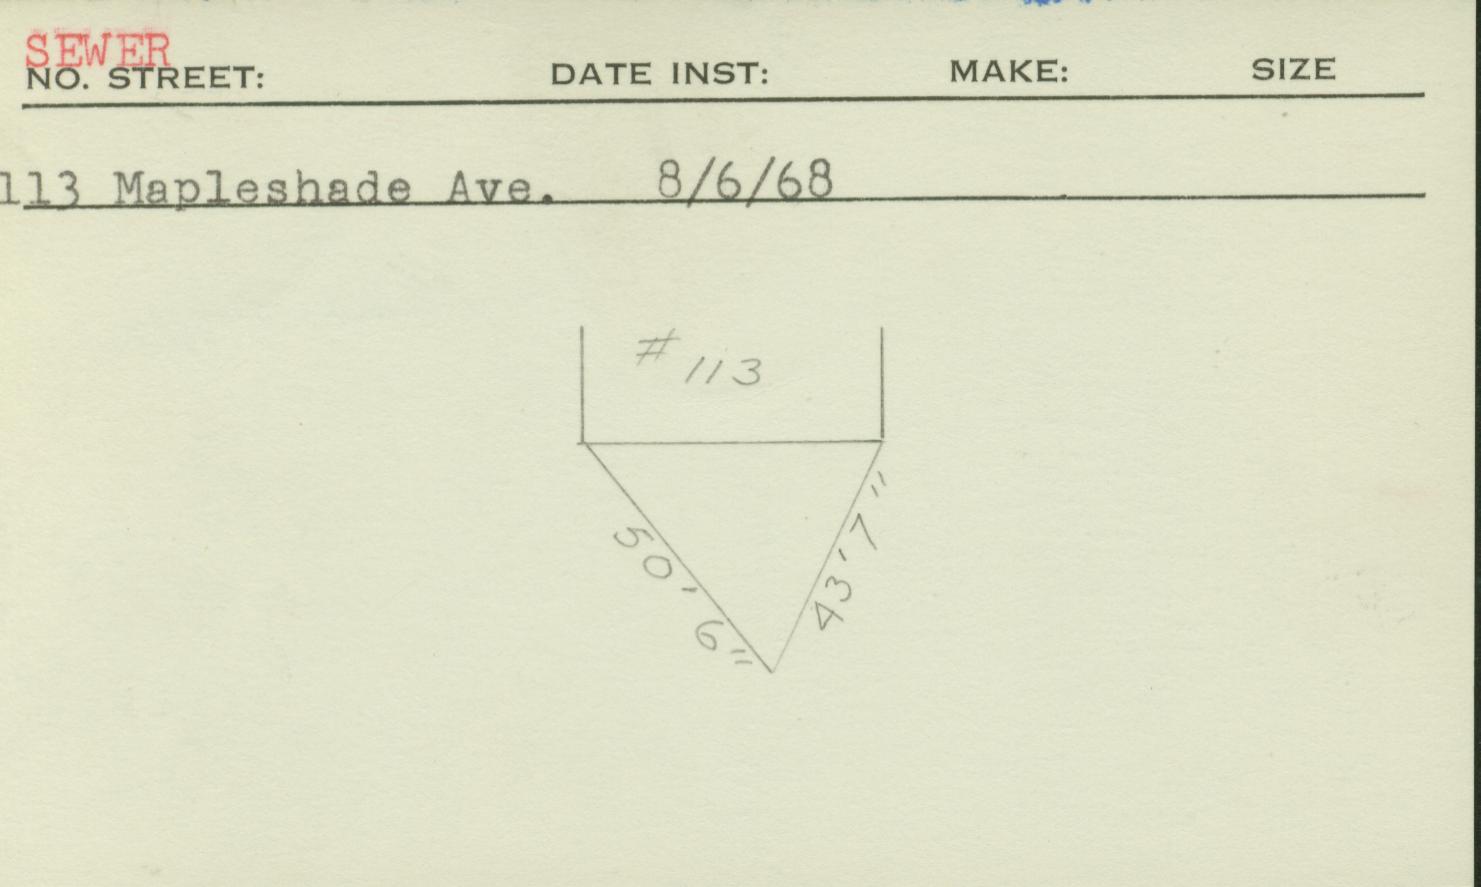 SEWER
NO. STREET: DATE INST: MAKE: SIZE
113 Mapleshade Ave. 8/6/68
# 113
50' 6"
43' 7"